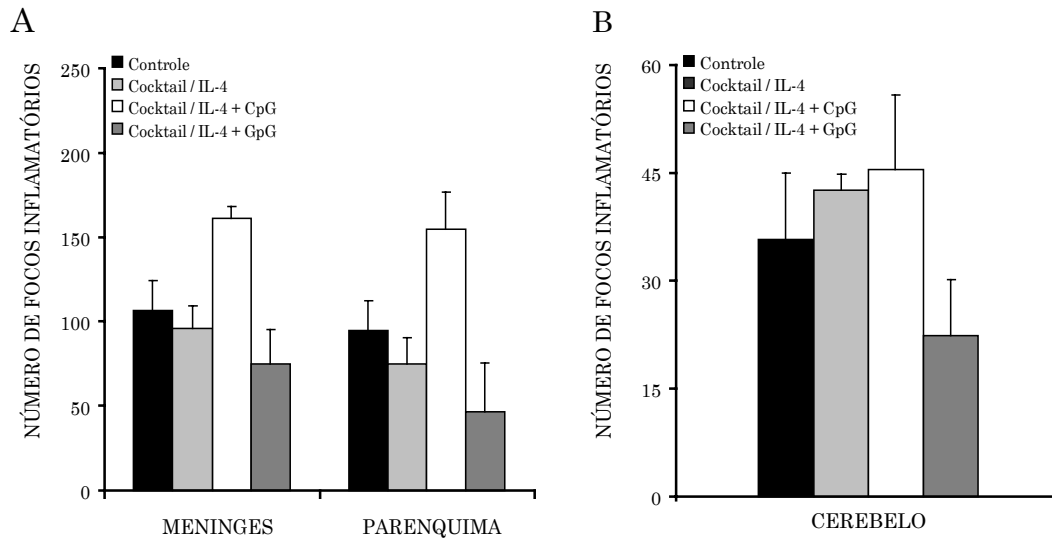 A
NÚMERO DE FOCOS INFLAMATÓRIOS
Controle
Cocktail / IL-4
Cocktail / IL-4 + CpG
Cocktail / IL-4 + GpG
250
200
150
100
50
0
MENINGES
PARENQUIMA
B
NÚMERO DE FOCOS INFLAMATÓRIOS
Controle
Cocktail / IL-4
Cocktail / IL-4 + CpG
Cocktail / IL-4 + GpG
60
45
30
15
0
CEREBELO